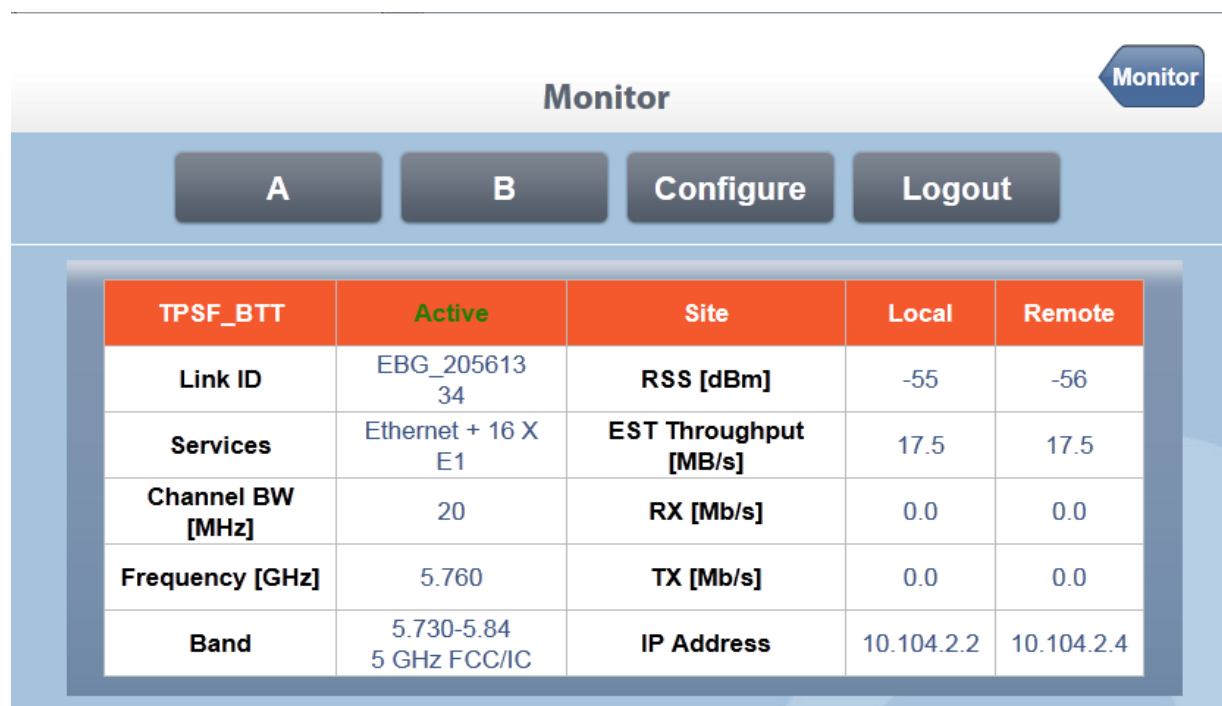 Monitor
Monitor
A B Configure Logout
TPSF_BTT Active Site Local Remote
Link ID EBG_205613 RSS [dBm] -55 -56
34
Services Ethernet + 16 X EST Throughput 17.5 17.5
E1 [MB/s]
Channel BW 20 RX [Mb/s] 0.0 0.0
[MHz]
Frequency [GHz] 5.760 TX [Mb/s] 0.0 0.0
Band 5.730-5.84 IP Address 10.104.2.2 10.104.2.4
5 GHz FCC/IC